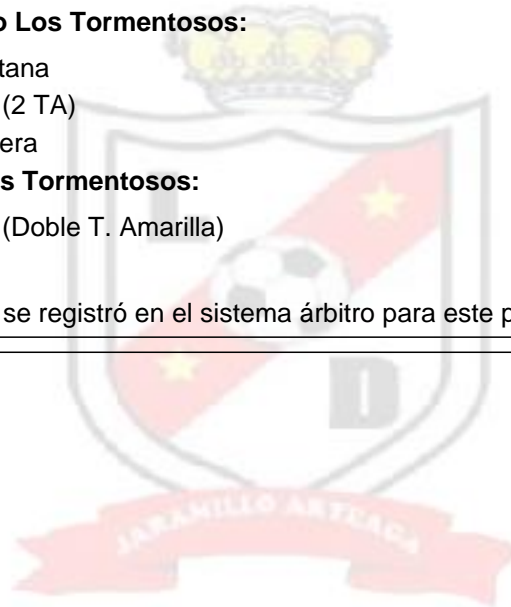 o Los Tormentosos:
tana
(2 TA)
era
s Tormentosos:
(Doble T. Amarilla)
se registró en el sistema árbitro para este p
L
D
JARAMILLO ARTEAGA